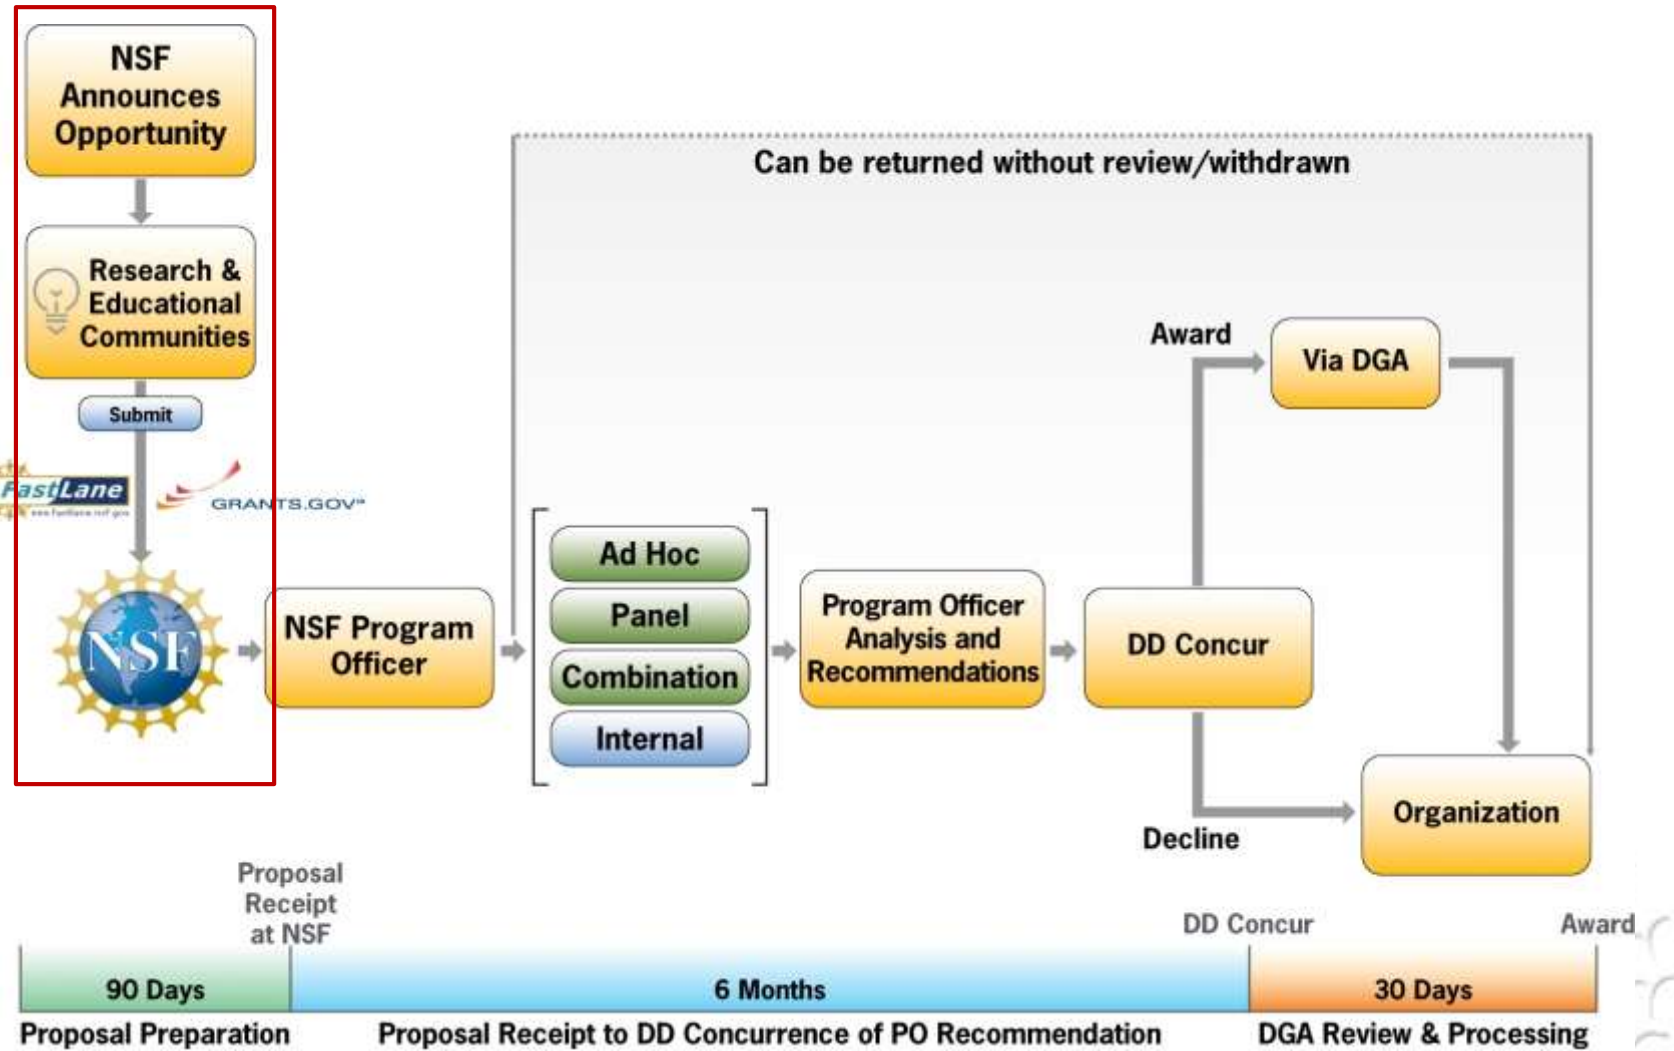 NSF
Announces
Opportunity
Research &
Educational
Communities
Submit
FastLane
GRANTS.GOV
NSF
NSF Program
Officer
Can be returned without review/withdrawn
Ad Hoc
Panel
Combination
Internal
Program Officer
Analysis and
Recommendations
DD Concur
Award
Via DGA
Decline
Organization
Proposal
Receipt
at NSF
DD Concur
Award
90 Days
6 Months
30 Days
Proposal Preparation
Proposal Receipt to DD Concurrence of PO Recommendation
DGA Review & Processing